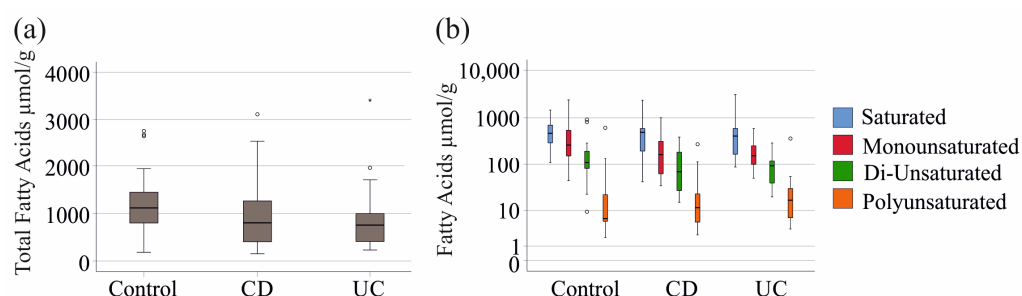 (a)
Total Fatty Acids µmol/g
4000
3000
2000
1000
0
Control CD UC
(b)
Fatty Acids µmol/g
10,000
1000
100
10
1
0
Control CD UC
Saturated
Monounsaturated
Di-Unsaturated
Polyunsaturated